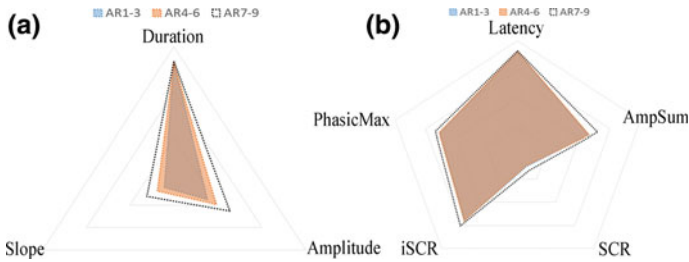 (a)
AR1-3 AR4-6 AR7-9
Duration
Slope
Amplitude
(b)
AR1-3 AR4-6 AR7-9
Latency
PhasicMax
AmpSum
iSCR
SCR